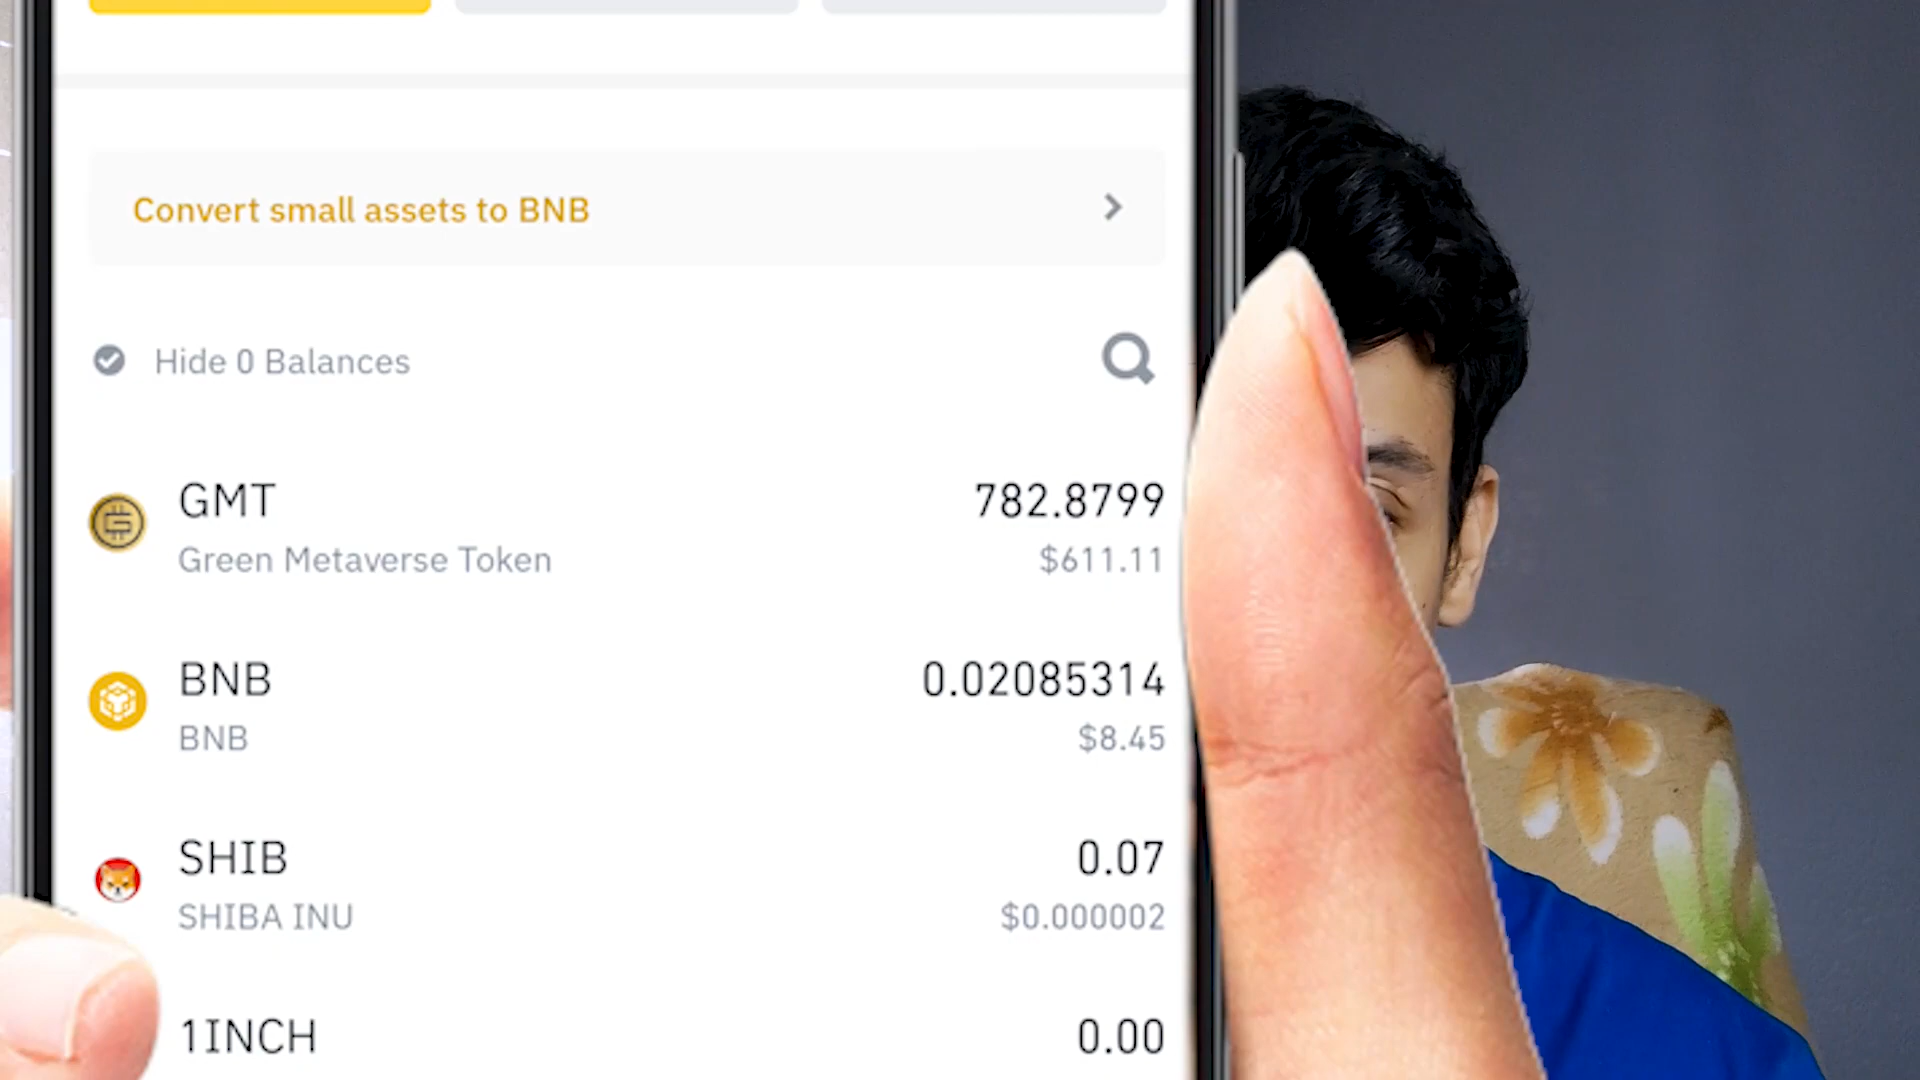 Convert small assets to BNB
Hide 0 Balances
GMT 782.8799
Green Metaverse Token $611.11
BNB 0.02085314
BNB $8.45
SHIB 0.07
SHIBA INU $0.000002
1INCH 0.00